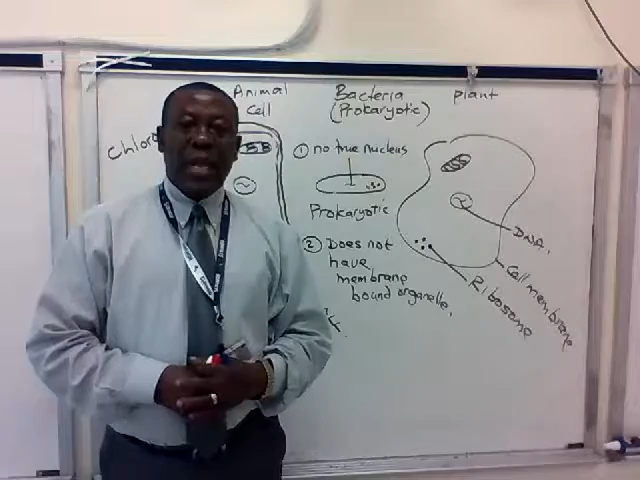 Animal
Cell
Bacteria
(Prokaryotic)
plant
Chloro
① no true nucleus
Prokaryotic
② Does not
have
membrane
bound organelle,
DNA,
Cell membrane
Ribosome